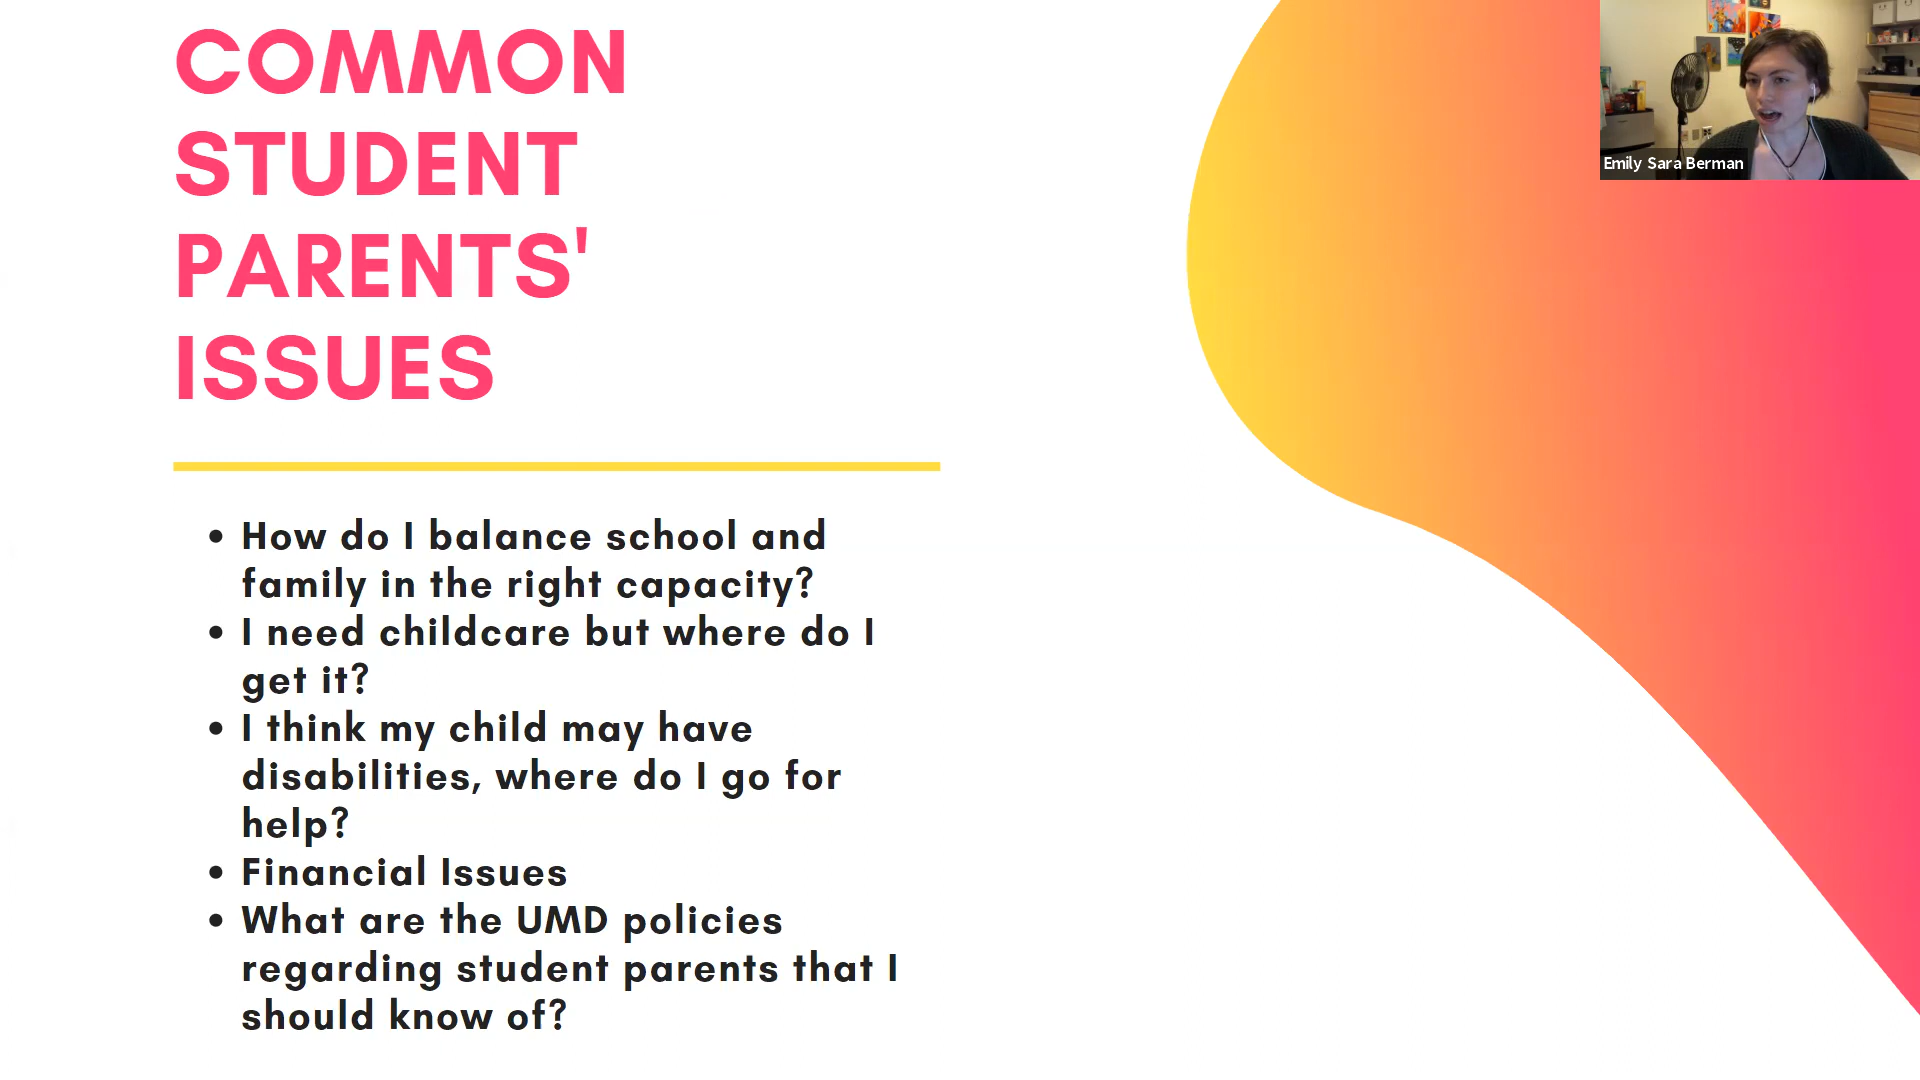 COMMON
STUDENT
PARENTS'
ISSUES
Emily Sara Berman
• How do I balance school and
family in the right capacity?
• I need childcare but where do I
get it?
• I think my child may have
disabilities, where do I go for
help?
• Financial Issues
• What are the UMD policies
regarding student parents that I
should know of?